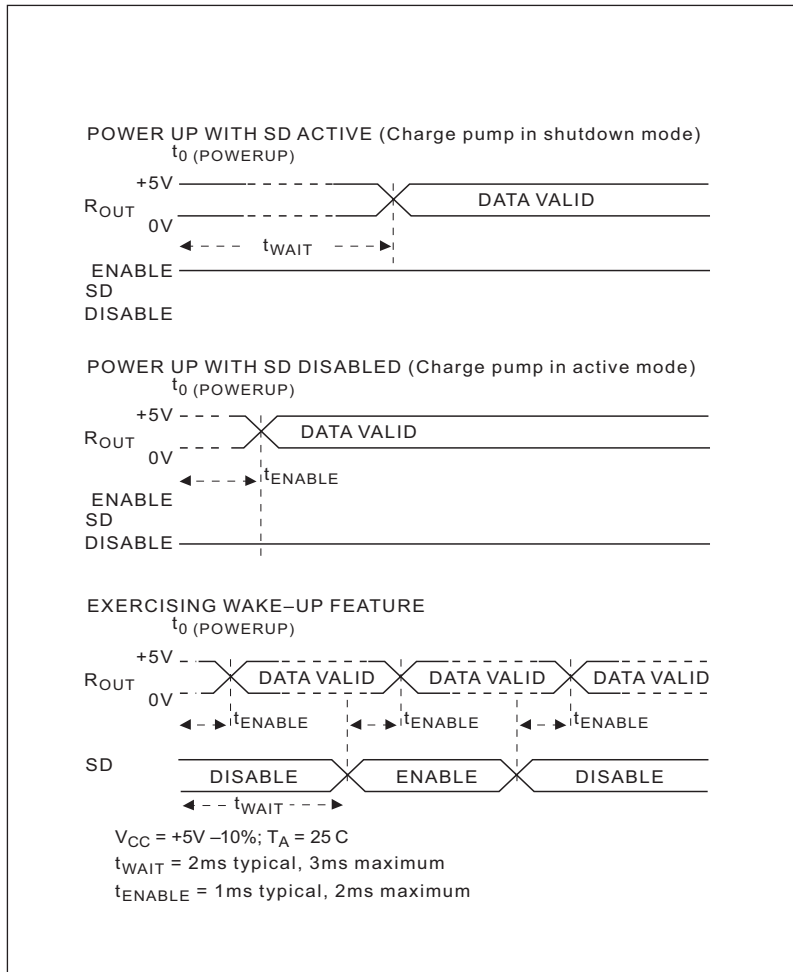 POWER UP WITH SD ACTIVE (Charge pump in shutdown mode)
t0 (POWERUP)
+5V
ROUT
DATA VALID
0V
tWAIT
ENABLE
SD
DISABLE
POWER UP WITH SD DISABLED (Charge pump in active mode)
t0 (POWERUP)
+5V
ROUT
DATA VALID
0V
tENABLE
ENABLE
SD
DISABLE
EXERCISING WAKE–UP FEATURE
t0 (POWERUP)
+5V
ROUT
DATA VALID DATA VALID DATA VALID
0V
tENABLE tENABLE tENABLE
SD
DISABLE ENABLE DISABLE
tWAIT
VCC = +5V –10%; TA = 25 C
tWAIT = 2ms typical, 3ms maximum
tENABLE = 1ms typical, 2ms maximum